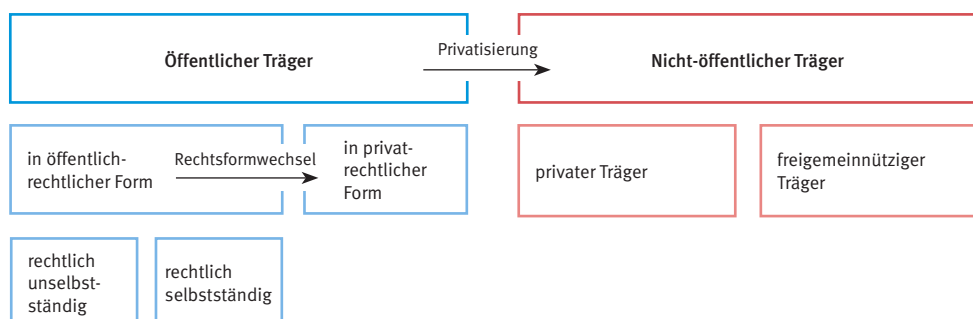 Öffentlicher Träger
Privatisierung
Nicht-öffentlicher Träger
in öffentlich-
rechtlicher Form
Rechtsformwechsel
in privat-
rechtlicher
Form
privater Träger
freigemeinnütziger
Träger
rechtlich
unselbst-
ständig
rechtlich
selbstständig